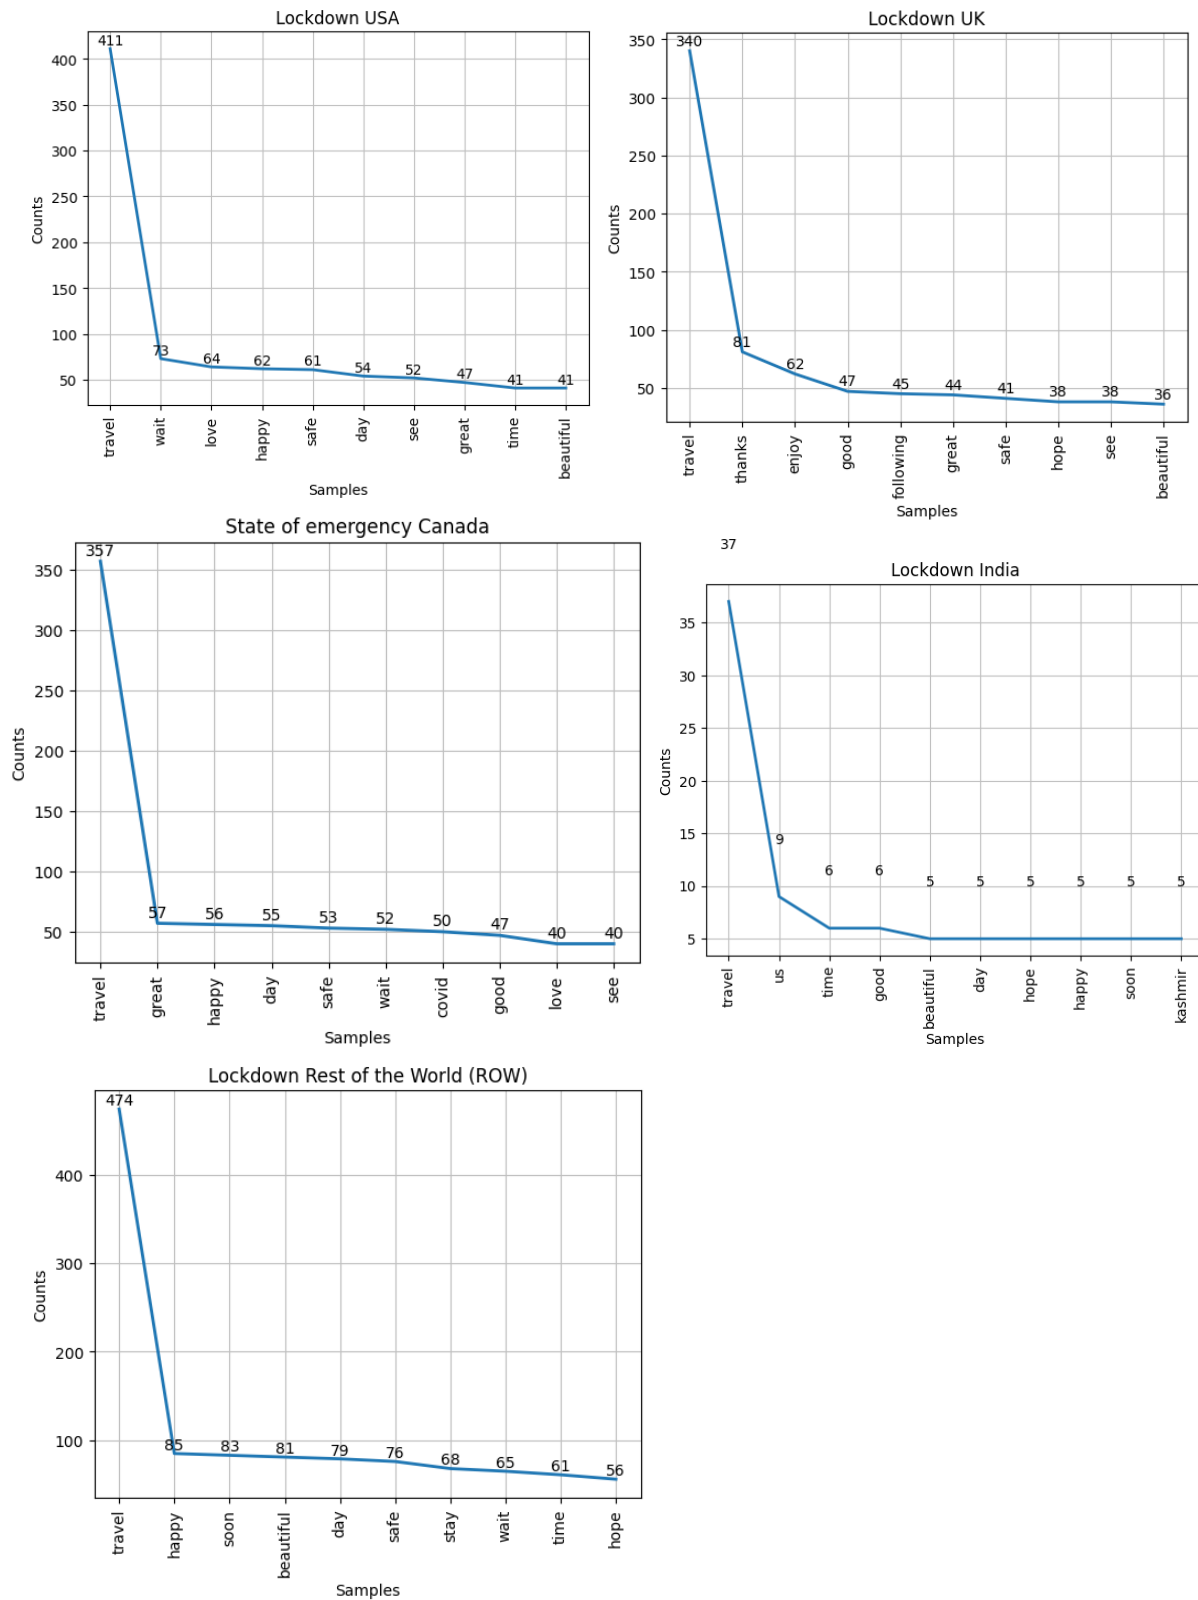 Lockdown USA
411
400
350
300
250
200
150
100
50
Counts
73
64
62
61
54
52
47
41
41
travel
wait
love
happy
safe
day
see
great
time
beautiful
Samples
Lockdown UK
340
350
300
250
200
150
100
50
Counts
81
62
47
45
44
41
38
38
36
travel
thanks
enjoy
good
following
great
safe
hope
see
beautiful
Samples
State of emergency Canada
357
350
300
250
200
150
100
50
Counts
57
56
55
53
52
50
47
40
40
travel
great
happy
day
safe
wait
covid
good
love
see
Samples
37
Lockdown India
35
30
25
20
15
10
5
Counts
9
6
6
5
5
5
5
5
5
travel
us
time
good
beautiful
day
hope
happy
soon
kashmir
Samples
Lockdown Rest of the World (ROW)
474
400
300
200
100
Counts
85
83
81
79
76
68
65
61
56
travel
happy
soon
beautiful
day
safe
stay
wait
time
hope
Samples